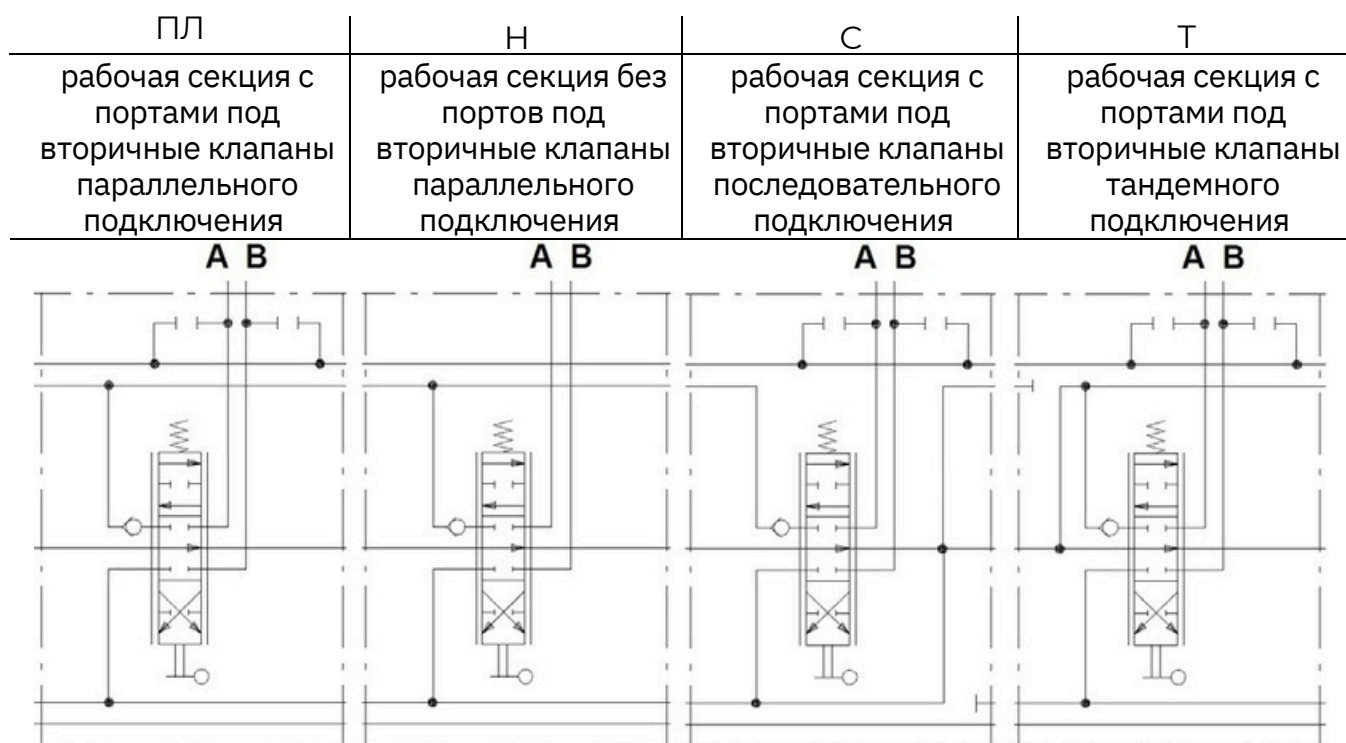 ПЛ
Н
С
Т
рабочая секция с
портами под
вторичные клапаны
параллельного
подключения
рабочая секция без
портов под
вторичные клапаны
параллельного
подключения
рабочая секция с
портами под
вторичные клапаны
последовательного
подключения
рабочая секция с
портами под
вторичные клапаны
тандемного
подключения
A B
A B
A B
A B